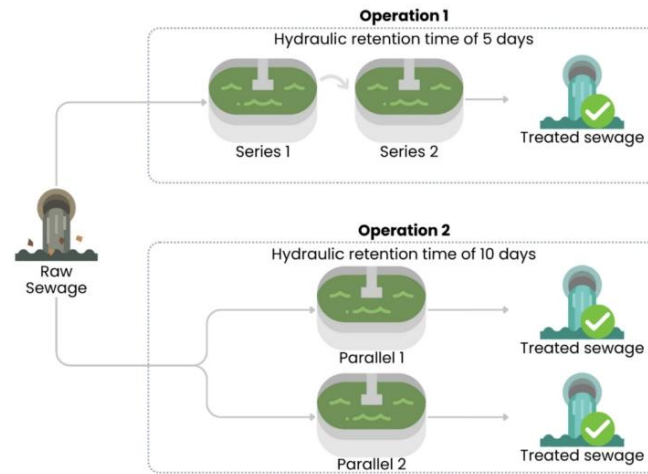 Operation 1
Hydraulic retention time of 5 days
Series 1
Series 2
Treated sewage
Raw
Sewage
Operation 2
Hydraulic retention time of 10 days
Parallel 1
Treated sewage
Parallel 2
Treated sewage